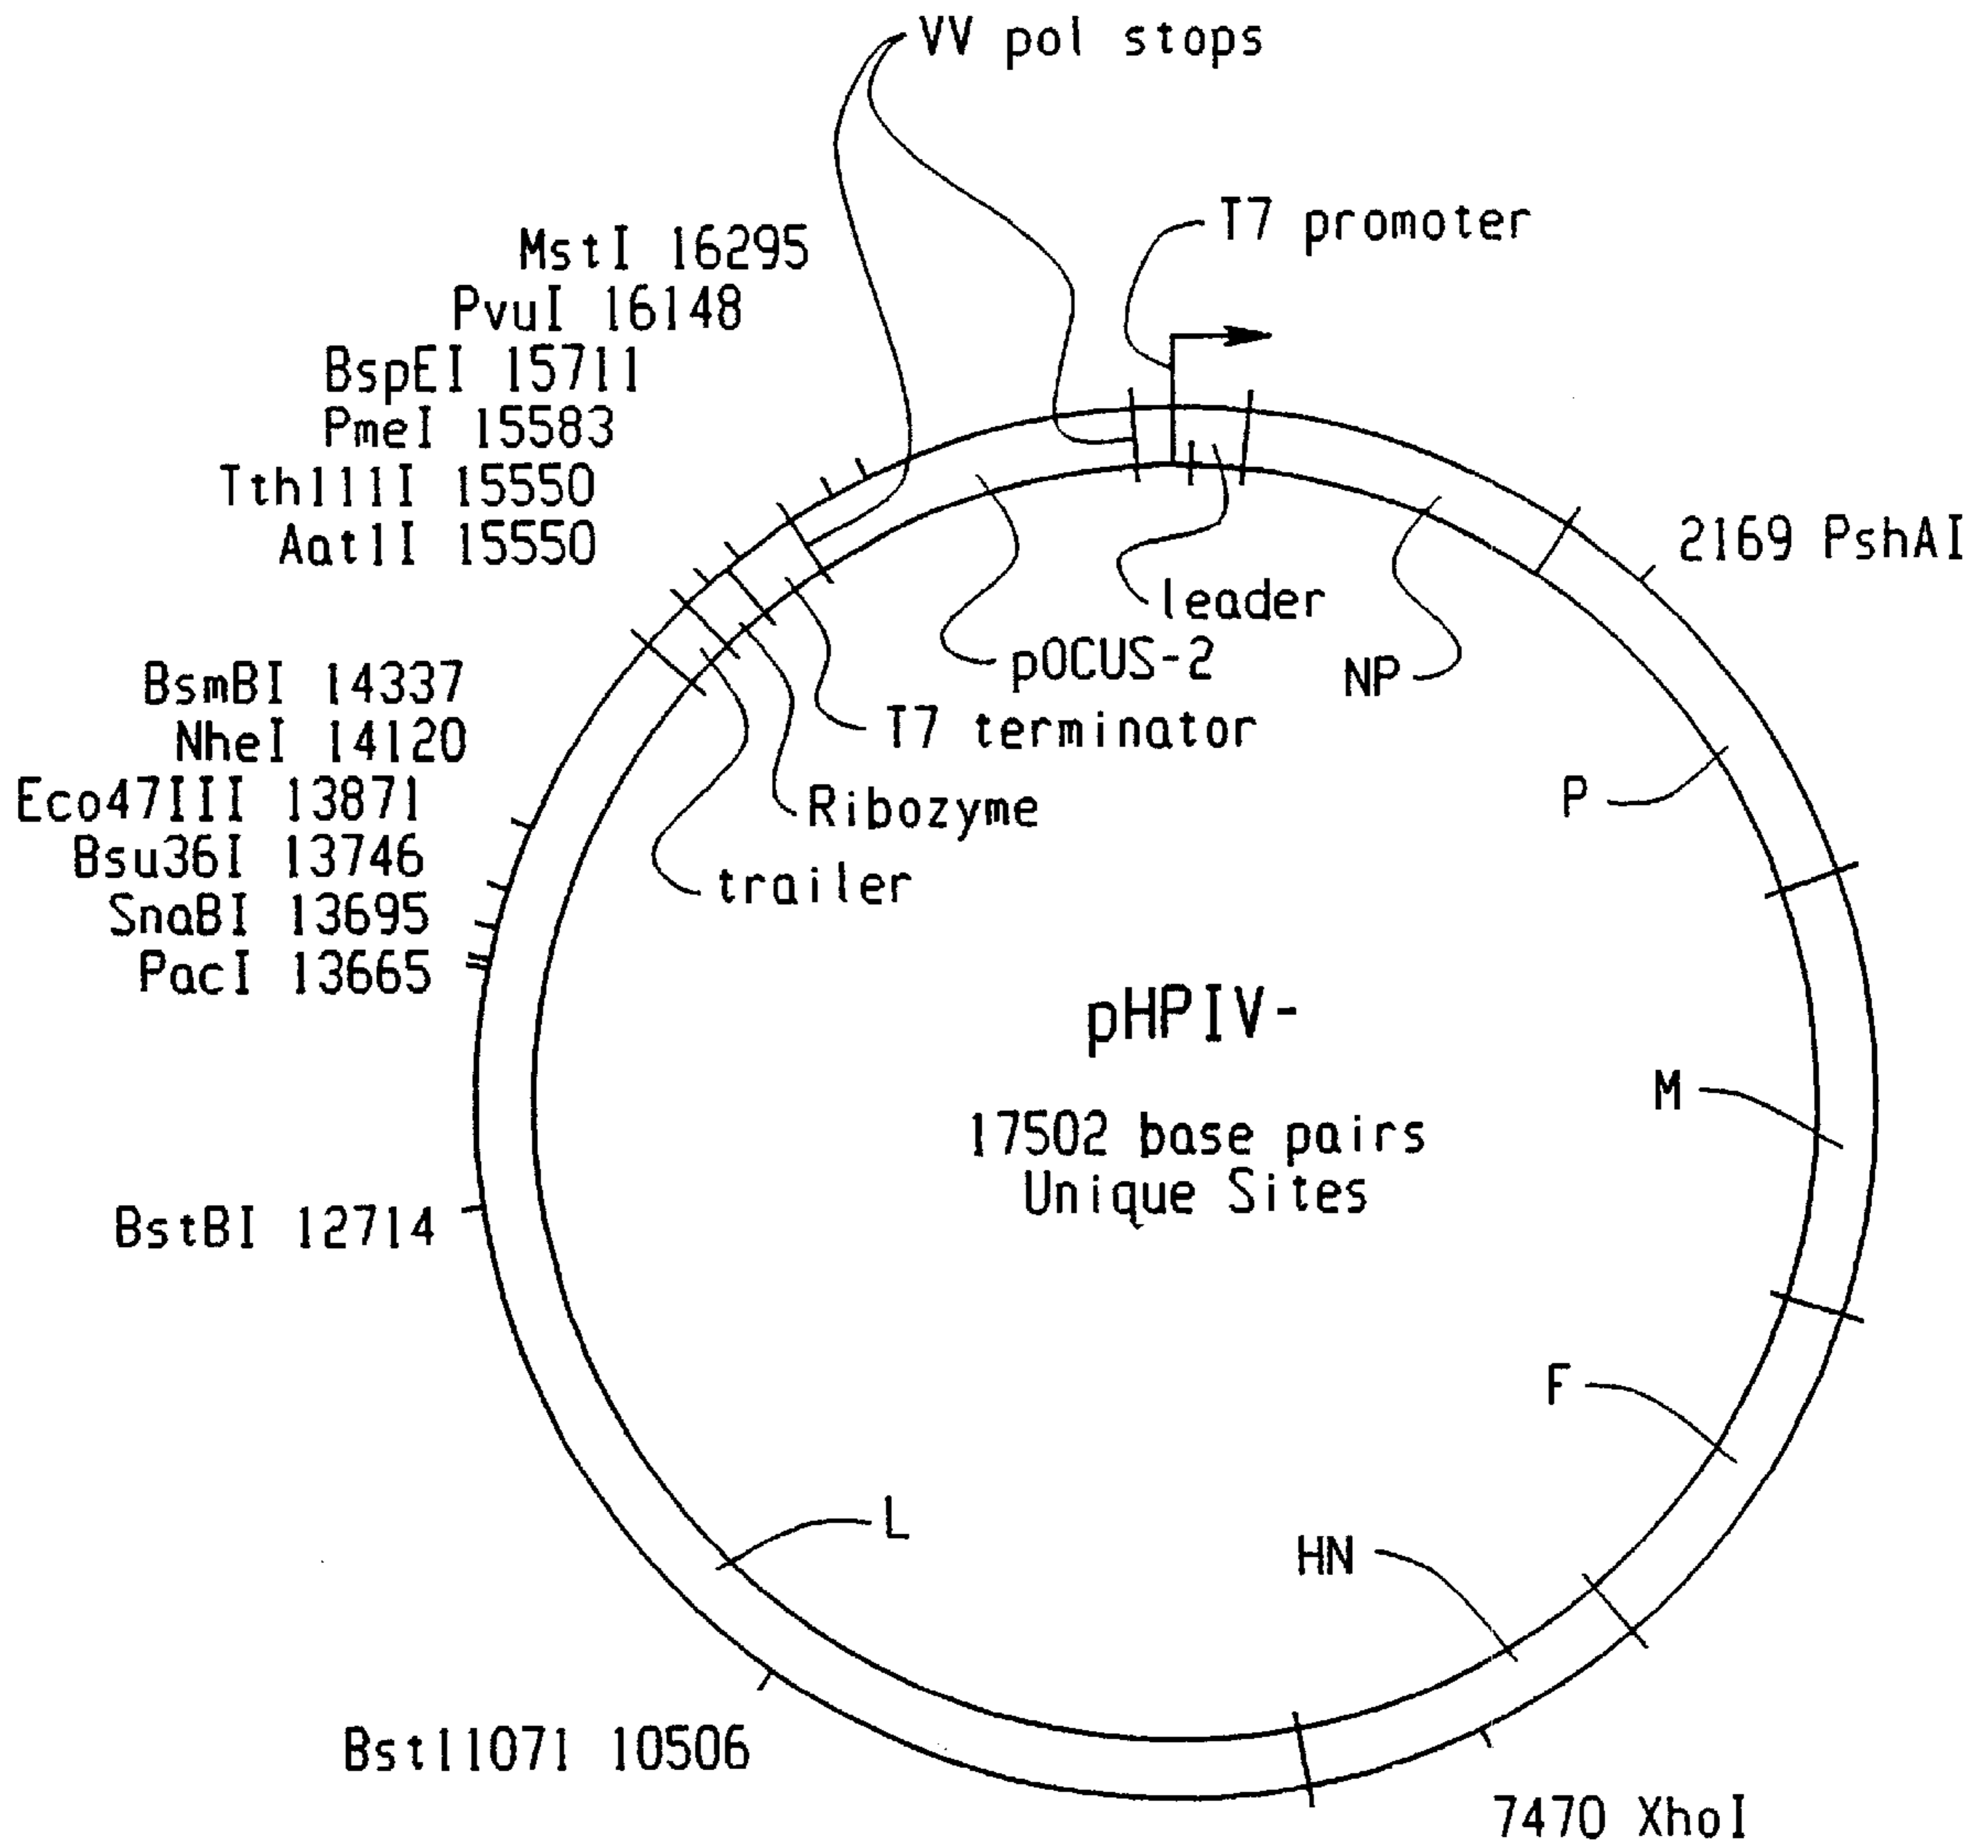 VV pol stops
T7 promoter
MstI 16295
PvuI 16148
BspEI 15711
PmeI 15583
Tth111I 15550
Aat1I 15550
2169 PshAI
leader
pOCUS-2
NP
T7 terminator
BsmBI 14337
NheI 14120
Eco47III 13871
Bsu36I 13746
SnaBI 13695
PacI 13665
P
Ribozyme
trailer
pHPIV-
M
17502 base pairs
Unique Sites
BstBI 12714
F
L
HN
Bst11071 10506
7470 XhoI